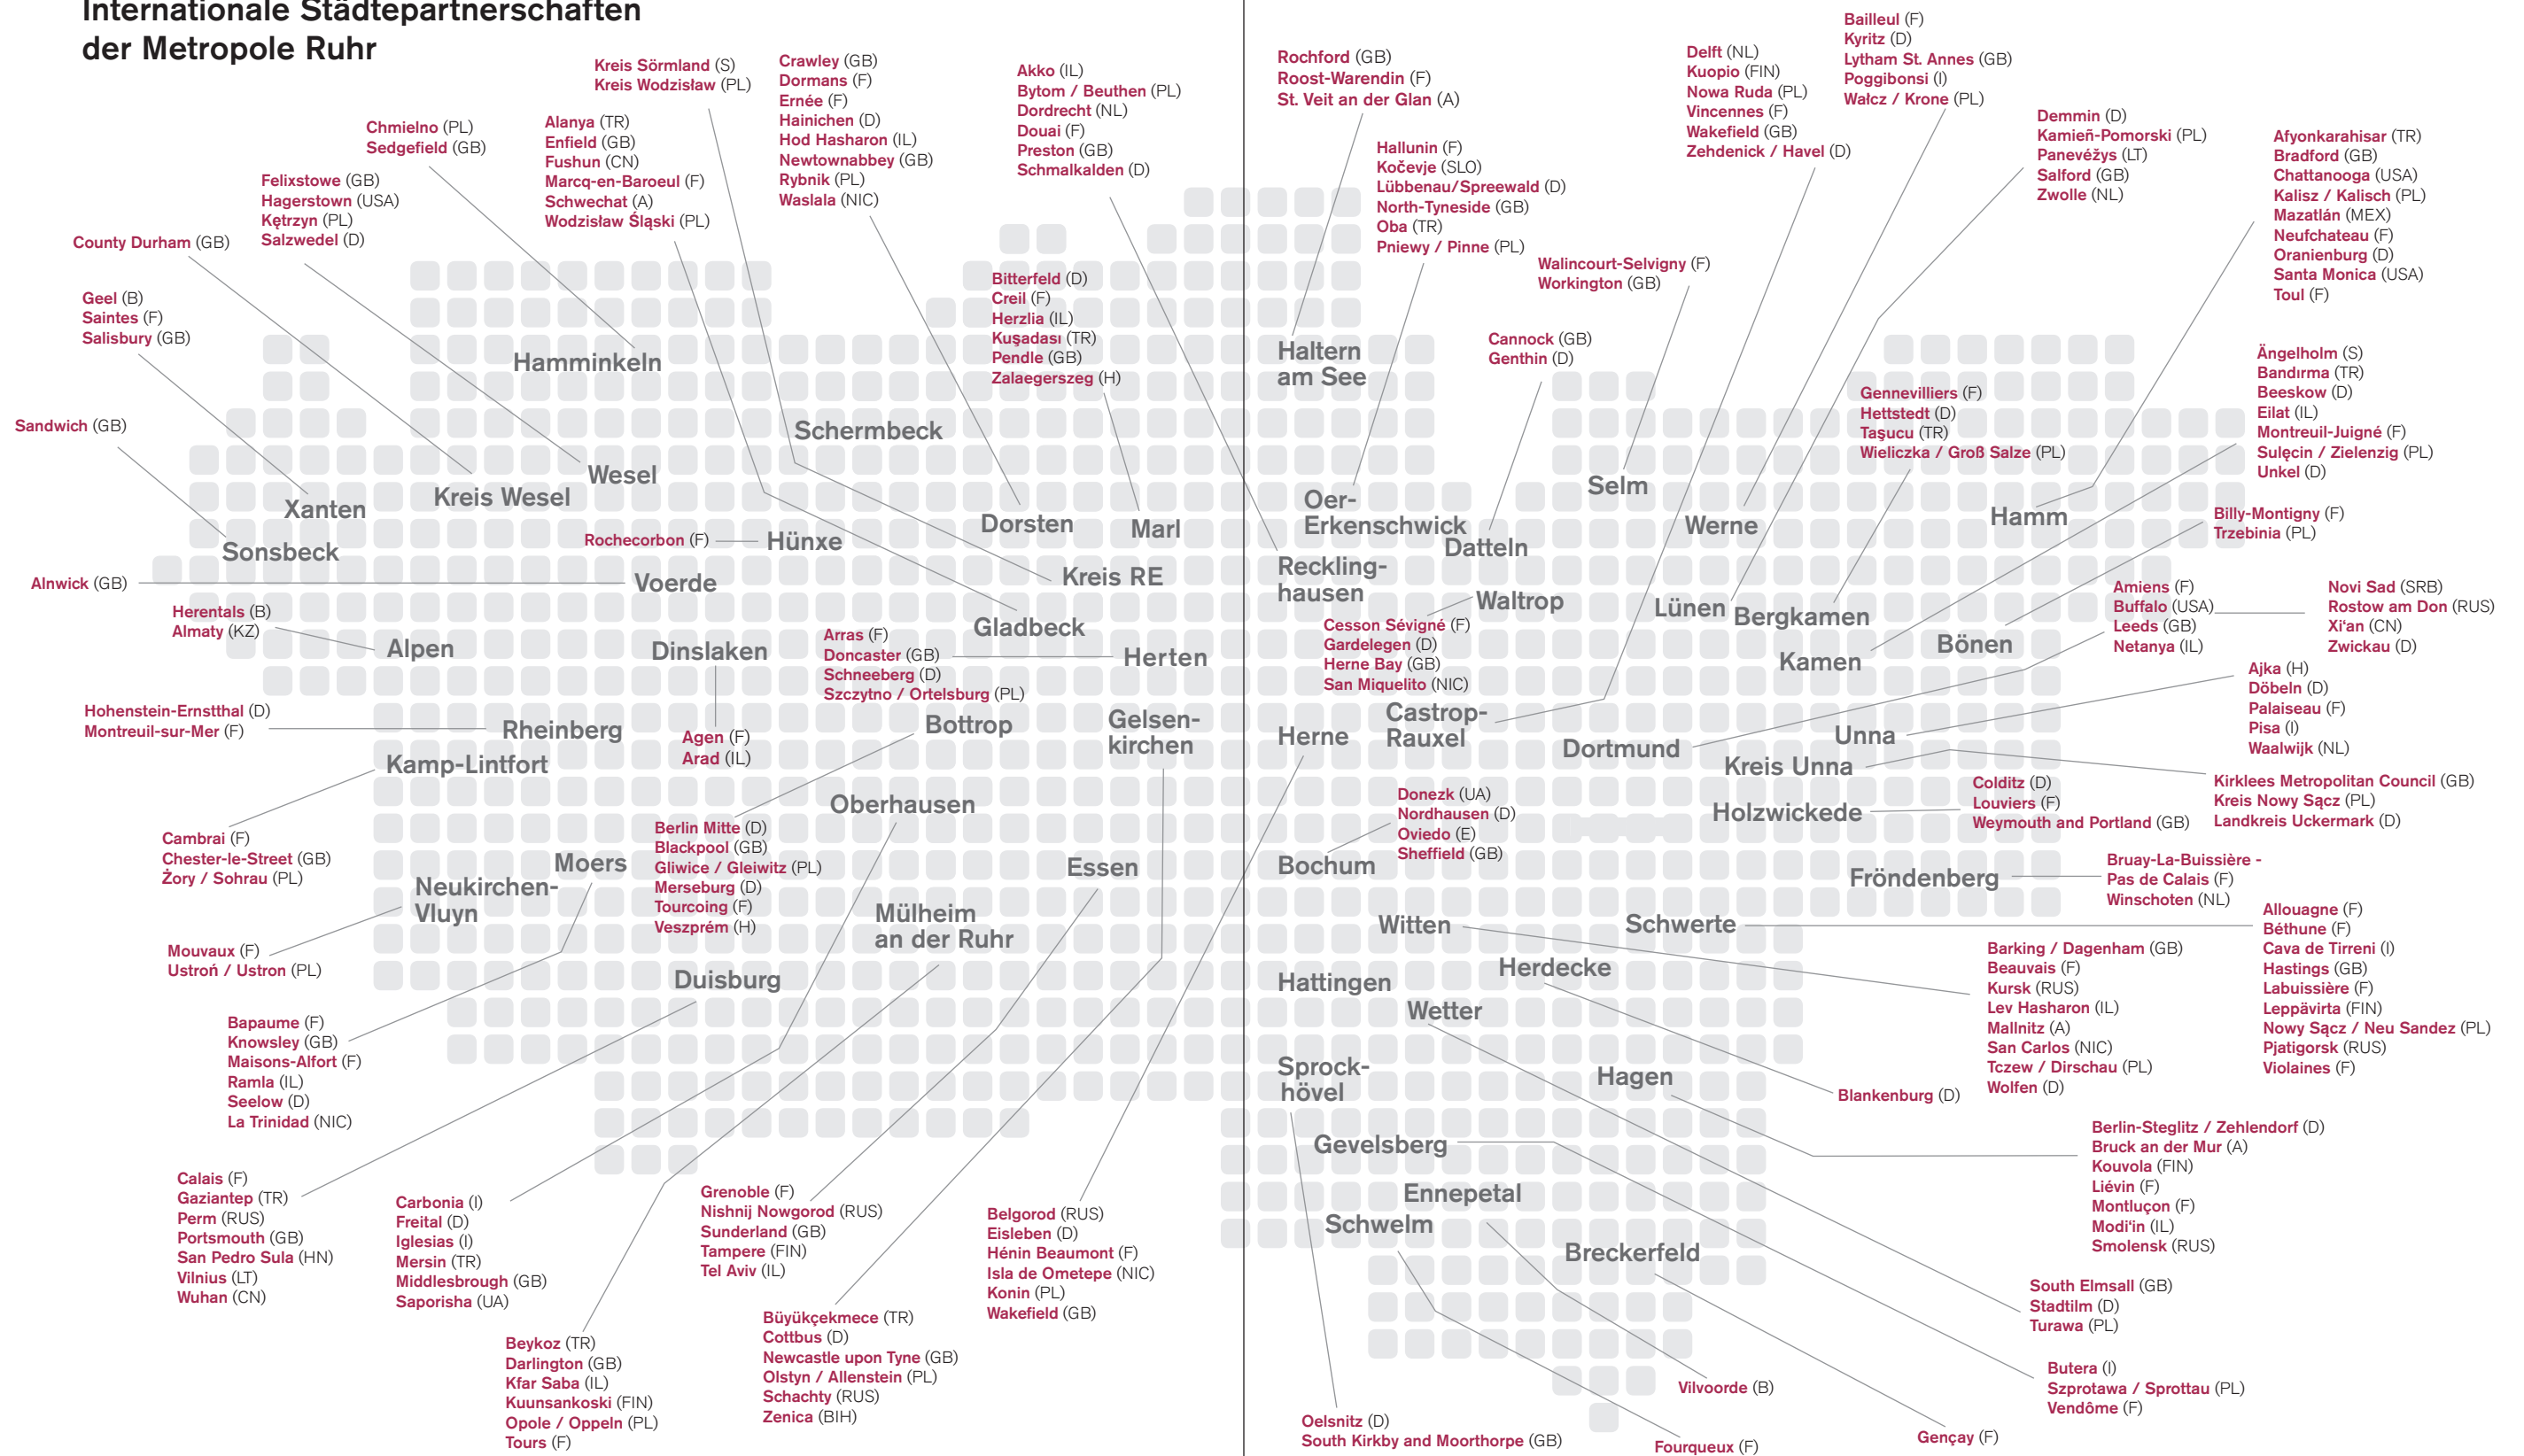 Internationale Städtepartnerschaften
der Metropole Ruhr
Kreis Sörmland (S)
Kreis Wodzisław (PL)
Crawley (GB)
Dormans (F)
Ernée (F)
Hainichen (D)
Hod Hasharon (IL)
Newtownabbey (GB)
Rybnik (PL)
Waslala (NIC)
Akko (IL)
Bytom / Beuthen (PL)
Dordrecht (NL)
Douai (F)
Preston (GB)
Schmalkalden (D)
Chmielno (PL)
Sedgefield (GB)
Alanya (TR)
Enfield (GB)
Fushun (CN)
Marcq-en-Baroeul (F)
Schwechat (A)
Wodzisław Śląski (PL)
Felixstowe (GB)
Hagerstown (USA)
Kętrzyn (PL)
Salzwedel (D)
County Durham (GB)
Geel (B)
Saintes (F)
Salisbury (GB)
Sandwich (GB)
Bitterfeld (D)
Creil (F)
Herzlia (IL)
Kuşadası (TR)
Pendle (GB)
Zalaegerszeg (H)
Hamminkeln
Schermbeck
Wesel
Kreis Wesel
Xanten
Sonsbeck
Dorsten
Marl
Rochecorbon (F)
Hünxe
Alnwick (GB)
Voerde
Kreis RE
Herentals (B)
Almaty (KZ)
Alpen
Dinslaken
Gladbeck
Arras (F)
Doncaster (GB)
Schneeberg (D)
Szczytno / Ortelsburg (PL)
Herten
Hohenstein-Ernstthal (D)
Montreuil-sur-Mer (F)
Rheinberg
Agen (F)
Arad (IL)
Bottrop
Gelsen-
kirchen
Kamp-Lintfort
Oberhausen
Cambrai (F)
Chester-le-Street (GB)
Żory / Sohrau (PL)
Berlin Mitte (D)
Blackpool (GB)
Gliwice / Gleiwitz (PL)
Merseburg (D)
Tourcoing (F)
Veszprém (H)
Moers
Essen
Neukirchen-
Vluyn
Mülheim
an der Ruhr
Mouvaux (F)
Ustroń / Ustron (PL)
Duisburg
Bapaume (F)
Knowsley (GB)
Maisons-Alfort (F)
Ramla (IL)
Seelow (D)
La Trinidad (NIC)
Calais (F)
Gaziantep (TR)
Perm (RUS)
Portsmouth (GB)
San Pedro Sula (HN)
Vilnius (LT)
Wuhan (CN)
Carbonia (I)
Freital (D)
Iglesias (I)
Mersin (TR)
Middlesbrough (GB)
Saporisha (UA)
Grenoble (F)
Nishnij Nowgorod (RUS)
Sunderland (GB)
Tampere (FIN)
Tel Aviv (IL)
Belgorod (RUS)
Eisleben (D)
Hénin Beaumont (F)
Isla de Ometepe (NIC)
Konin (PL)
Wakefield (GB)
Beykoz (TR)
Darlington (GB)
Kfar Saba (IL)
Kuunsankoski (FIN)
Opole / Oppeln (PL)
Tours (F)
Büyükçekmece (TR)
Cottbus (D)
Newcastle upon Tyne (GB)
Olstyn / Allenstein (PL)
Schachty (RUS)
Zenica (BIH)
Rochford (GB)
Roost-Warendin (F)
St. Veit an der Glan (A)
Hallunin (F)
Kočevje (SLO)
Lübbenau/Spreewald (D)
North-Tyneside (GB)
Oba (TR)
Pniewy / Pinne (PL)
Delft (NL)
Kuopio (FIN)
Nowa Ruda (PL)
Vincennes (F)
Wakefield (GB)
Zehdenick / Havel (D)
Bailleul (F)
Kyritz (D)
Lytham St. Annes (GB)
Poggibonsi (I)
Wałcz / Krone (PL)
Demmin (D)
Kamieñ-Pomorski (PL)
Panevéžys (LT)
Salford (GB)
Zwolle (NL)
Afyonkarahisar (TR)
Bradford (GB)
Chattanooga (USA)
Kalisz / Kalisch (PL)
Mazatlán (MEX)
Neufchateau (F)
Oranienburg (D)
Santa Monica (USA)
Toul (F)
Walincourt-Selvigny (F)
Workington (GB)
Cannock (GB)
Genthin (D)
Haltern
am See
Gennevilliers (F)
Hettstedt (D)
Taşucu (TR)
Wieliczka / Groß Salze (PL)
Ängelholm (S)
Bandırma (TR)
Beeskow (D)
Eilat (IL)
Montreuil-Juigné (F)
Sulęcin / Zielenzig (PL)
Unkel (D)
Oer-
Erkenschwick
Selm
Werne
Hamm
Datteln
Billy-Montigny (F)
Trzebinia (PL)
Reckling-
hausen
Waltrop
Lünen
Bergkamen
Kamen
Bönen
Amiens (F)
Buffalo (USA)
Leeds (GB)
Netanya (IL)
Novi Sad (SRB)
Rostow am Don (RUS)
Xi‘an (CN)
Zwickau (D)
Cesson Sévigné (F)
Gardelegen (D)
Herne Bay (GB)
San Miquelito (NIC)
Ajka (H)
Döbeln (D)
Palaiseau (F)
Pisa (I)
Waalwijk (NL)
Herne
Castrop-
Rauxel
Dortmund
Unna
Kreis Unna
Kirklees Metropolitan Council (GB)
Kreis Nowy Sącz (PL)
Landkreis Uckermark (D)
Donezk (UA)
Nordhausen (D)
Oviedo (E)
Sheffield (GB)
Holzwickede
Colditz (D)
Louviers (F)
Weymouth and Portland (GB)
Bochum
Fröndenberg
Bruay-La-Buissière -
Pas de Calais (F)
Winschoten (NL)
Witten
Schwerte
Allouagne (F)
Béthune (F)
Cava de Tirreni (I)
Hastings (GB)
Labuissière (F)
Leppävirta (FIN)
Nowy Sącz / Neu Sandez (PL)
Pjatigorsk (RUS)
Violaines (F)
Barking / Dagenham (GB)
Beauvais (F)
Kursk (RUS)
Lev Hasharon (IL)
Mallnitz (A)
San Carlos (NIC)
Tczew / Dirschau (PL)
Wolfen (D)
Hattingen
Herdecke
Wetter
Sprock-
hövel
Hagen
Blankenburg (D)
Gevelsberg
Berlin-Steglitz / Zehlendorf (D)
Bruck an der Mur (A)
Kouvola (FIN)
Liévin (F)
Montluçon (F)
Modi‘in (IL)
Smolensk (RUS)
Ennepetal
Schwelm
Breckerfeld
South Elmsall (GB)
Stadtilm (D)
Turawa (PL)
Butera (I)
Szprotawa / Sprottau (PL)
Vendôme (F)
Vilvoorde (B)
Oelsnitz (D)
South Kirkby and Moorthorpe (GB)
Fourqueux (F)
Gençay (F)